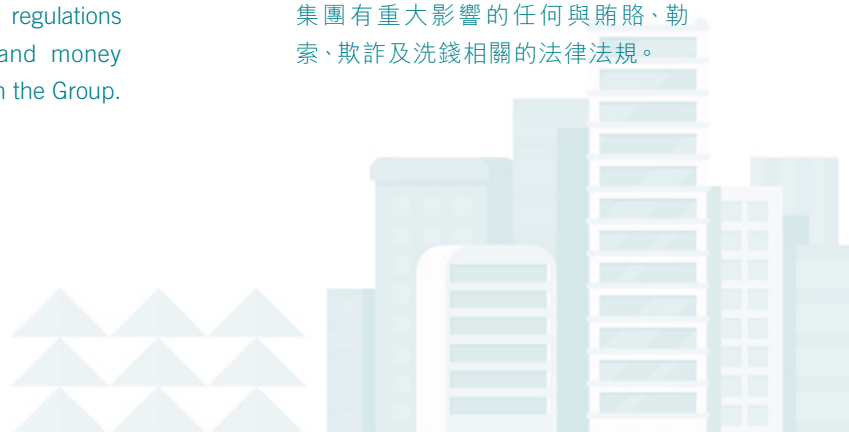 regulations
and money
the Group.
集團有重大影響的任何與賄賂、勒
索、欺詐及洗錢相關的法律法規。